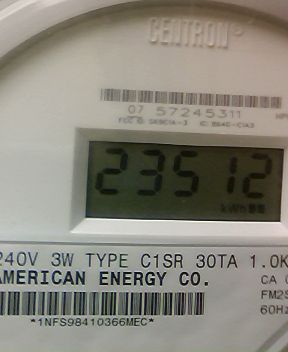 CENTRON
07 57245311
23512
kWh
240V 3W TYPE C1SR 30TA 1.0K
AMERICAN ENERGY CO. CA
FM2S
*1NFS98410366MEC* 60Hz